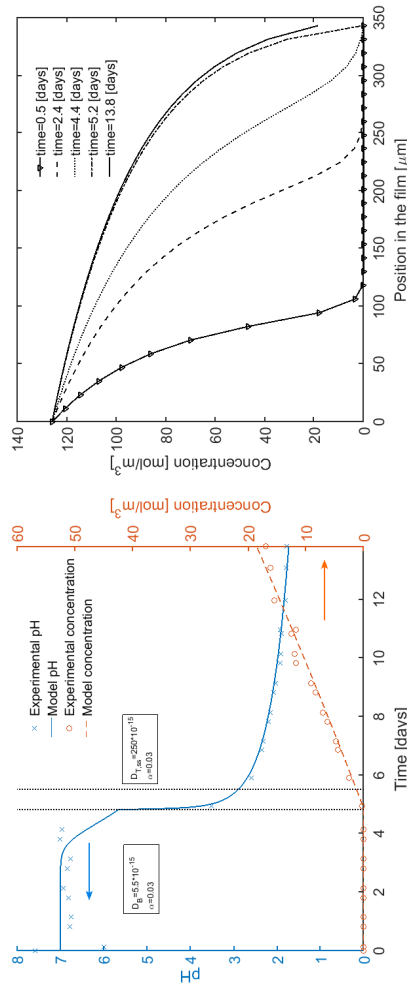 8
7
6
5
4
3
2
1
0
pH
0
2
4
6
8
10
12
Time [days]
60
50
40
30
20
10
0
Concentration [mol/m³]
Experimental pH
Model pH
Experimental concentration
Model concentration
D_B=5.5*10^-15
α=0.03
D_T,ss=250*10^-15
α=0.03
140
120
100
80
60
40
20
0
Concentration [mol/m³]
0
50
100
150
200
250
300
350
Position in the film [μm]
time=0.5 [days]
time=2.4 [days]
time=4.4 [days]
time=5.2 [days]
time=13.8 [days]